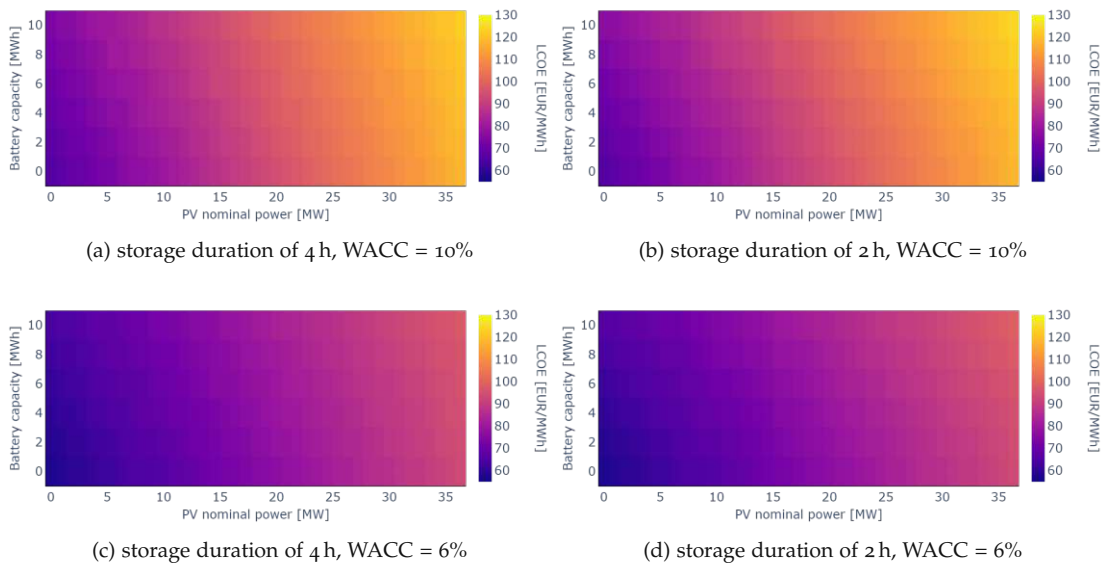 10
8
6
4
2
0
Battery capacity [MWh]
0 5 10 15 20 25 30 35
PV nominal power [MW]
130
120
110
100
90
80
70
60
LCOE [EUR/MWh]
(a) storage duration of 4 h, WACC = 10%
10
8
6
4
2
0
Battery capacity [MWh]
0 5 10 15 20 25 30 35
PV nominal power [MW]
130
120
110
100
90
80
70
60
LCOE [EUR/MWh]
(b) storage duration of 2 h, WACC = 10%
10
8
6
4
2
0
Battery capacity [MWh]
0 5 10 15 20 25 30 35
PV nominal power [MW]
130
120
110
100
90
80
70
60
LCOE [EUR/MWh]
(c) storage duration of 4 h, WACC = 6%
10
8
6
4
2
0
Battery capacity [MWh]
0 5 10 15 20 25 30 35
PV nominal power [MW]
130
120
110
100
90
80
70
60
LCOE [EUR/MWh]
(d) storage duration of 2 h, WACC = 6%